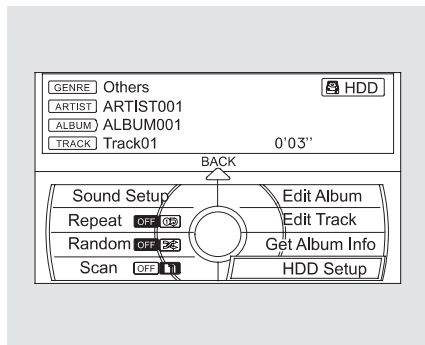 GENRE Others HDD
ARTIST ARTIST001
ALBUM ALBUM001
TRACK Track01 0'03''
BACK
Sound Setup Edit Album
Repeat OFF Edit Track
Random OFF Get Album Info
Scan OFF HDD Setup